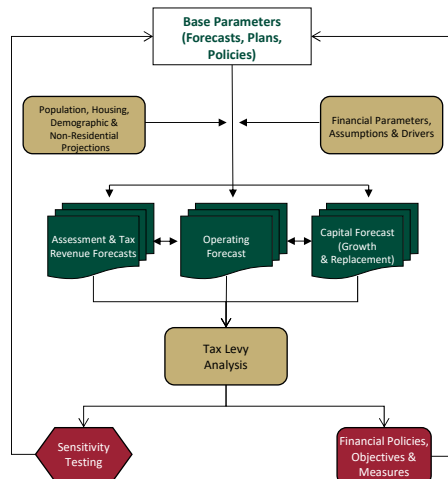 Base Parameters
(Forecasts, Plans,
Policies)
Population, Housing,
Demographic &
Non-Residential
Projections
Financial Parameters,
Assumptions & Drivers
Assessment & Tax
Revenue Forecasts
Operating
Forecast
Capital Forecast
(Growth
& Replacement)
Tax Levy
Analysis
Sensitivity
Testing
Financial Policies,
Objectives &
Measures